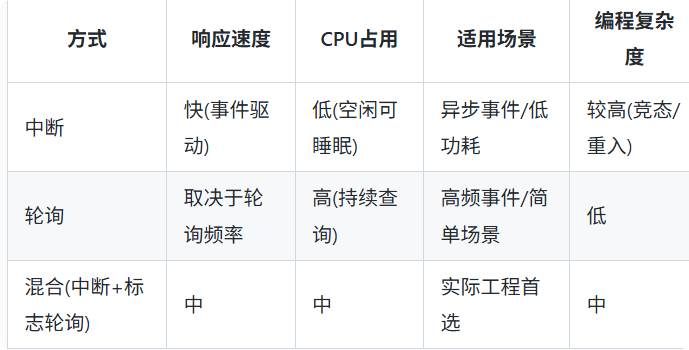 方式 响应速度 CPU占用 适用场景 编程复杂度
中断 快(事件驱动) 低(空闲可睡眠) 异步事件/低功耗 较高(竞态/重入)
轮询 取决于轮询频率 高(持续查询) 高频事件/简单场景 低
混合(中断+标志轮询) 中 中 实际工程首选 中